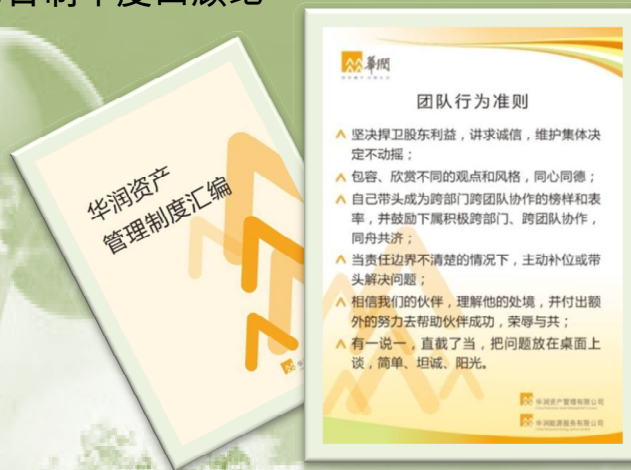 华润资产
管理制度汇编
華潤
团队行为准则
坚决捍卫股东利益，讲求诚信，维护集体决
定不动摇；
包容、欣赏不同的观点和风格，同心同德；
自己带头成为跨部门跨团队协作的榜样和表
率，并鼓励下属积极跨部门、跨团队协作，
同舟共济；
当责任边界不清楚的情况下，主动补位或带
头解决问题；
相信我们的伙伴，理解他的处境，并付出额
外的努力去帮助伙伴成功，荣辱与共；
有一说一，直截了当，把问题放在桌面上
谈，简单、坦诚、阳光。
华润资产管理有限公司
华润能源服务有限公司